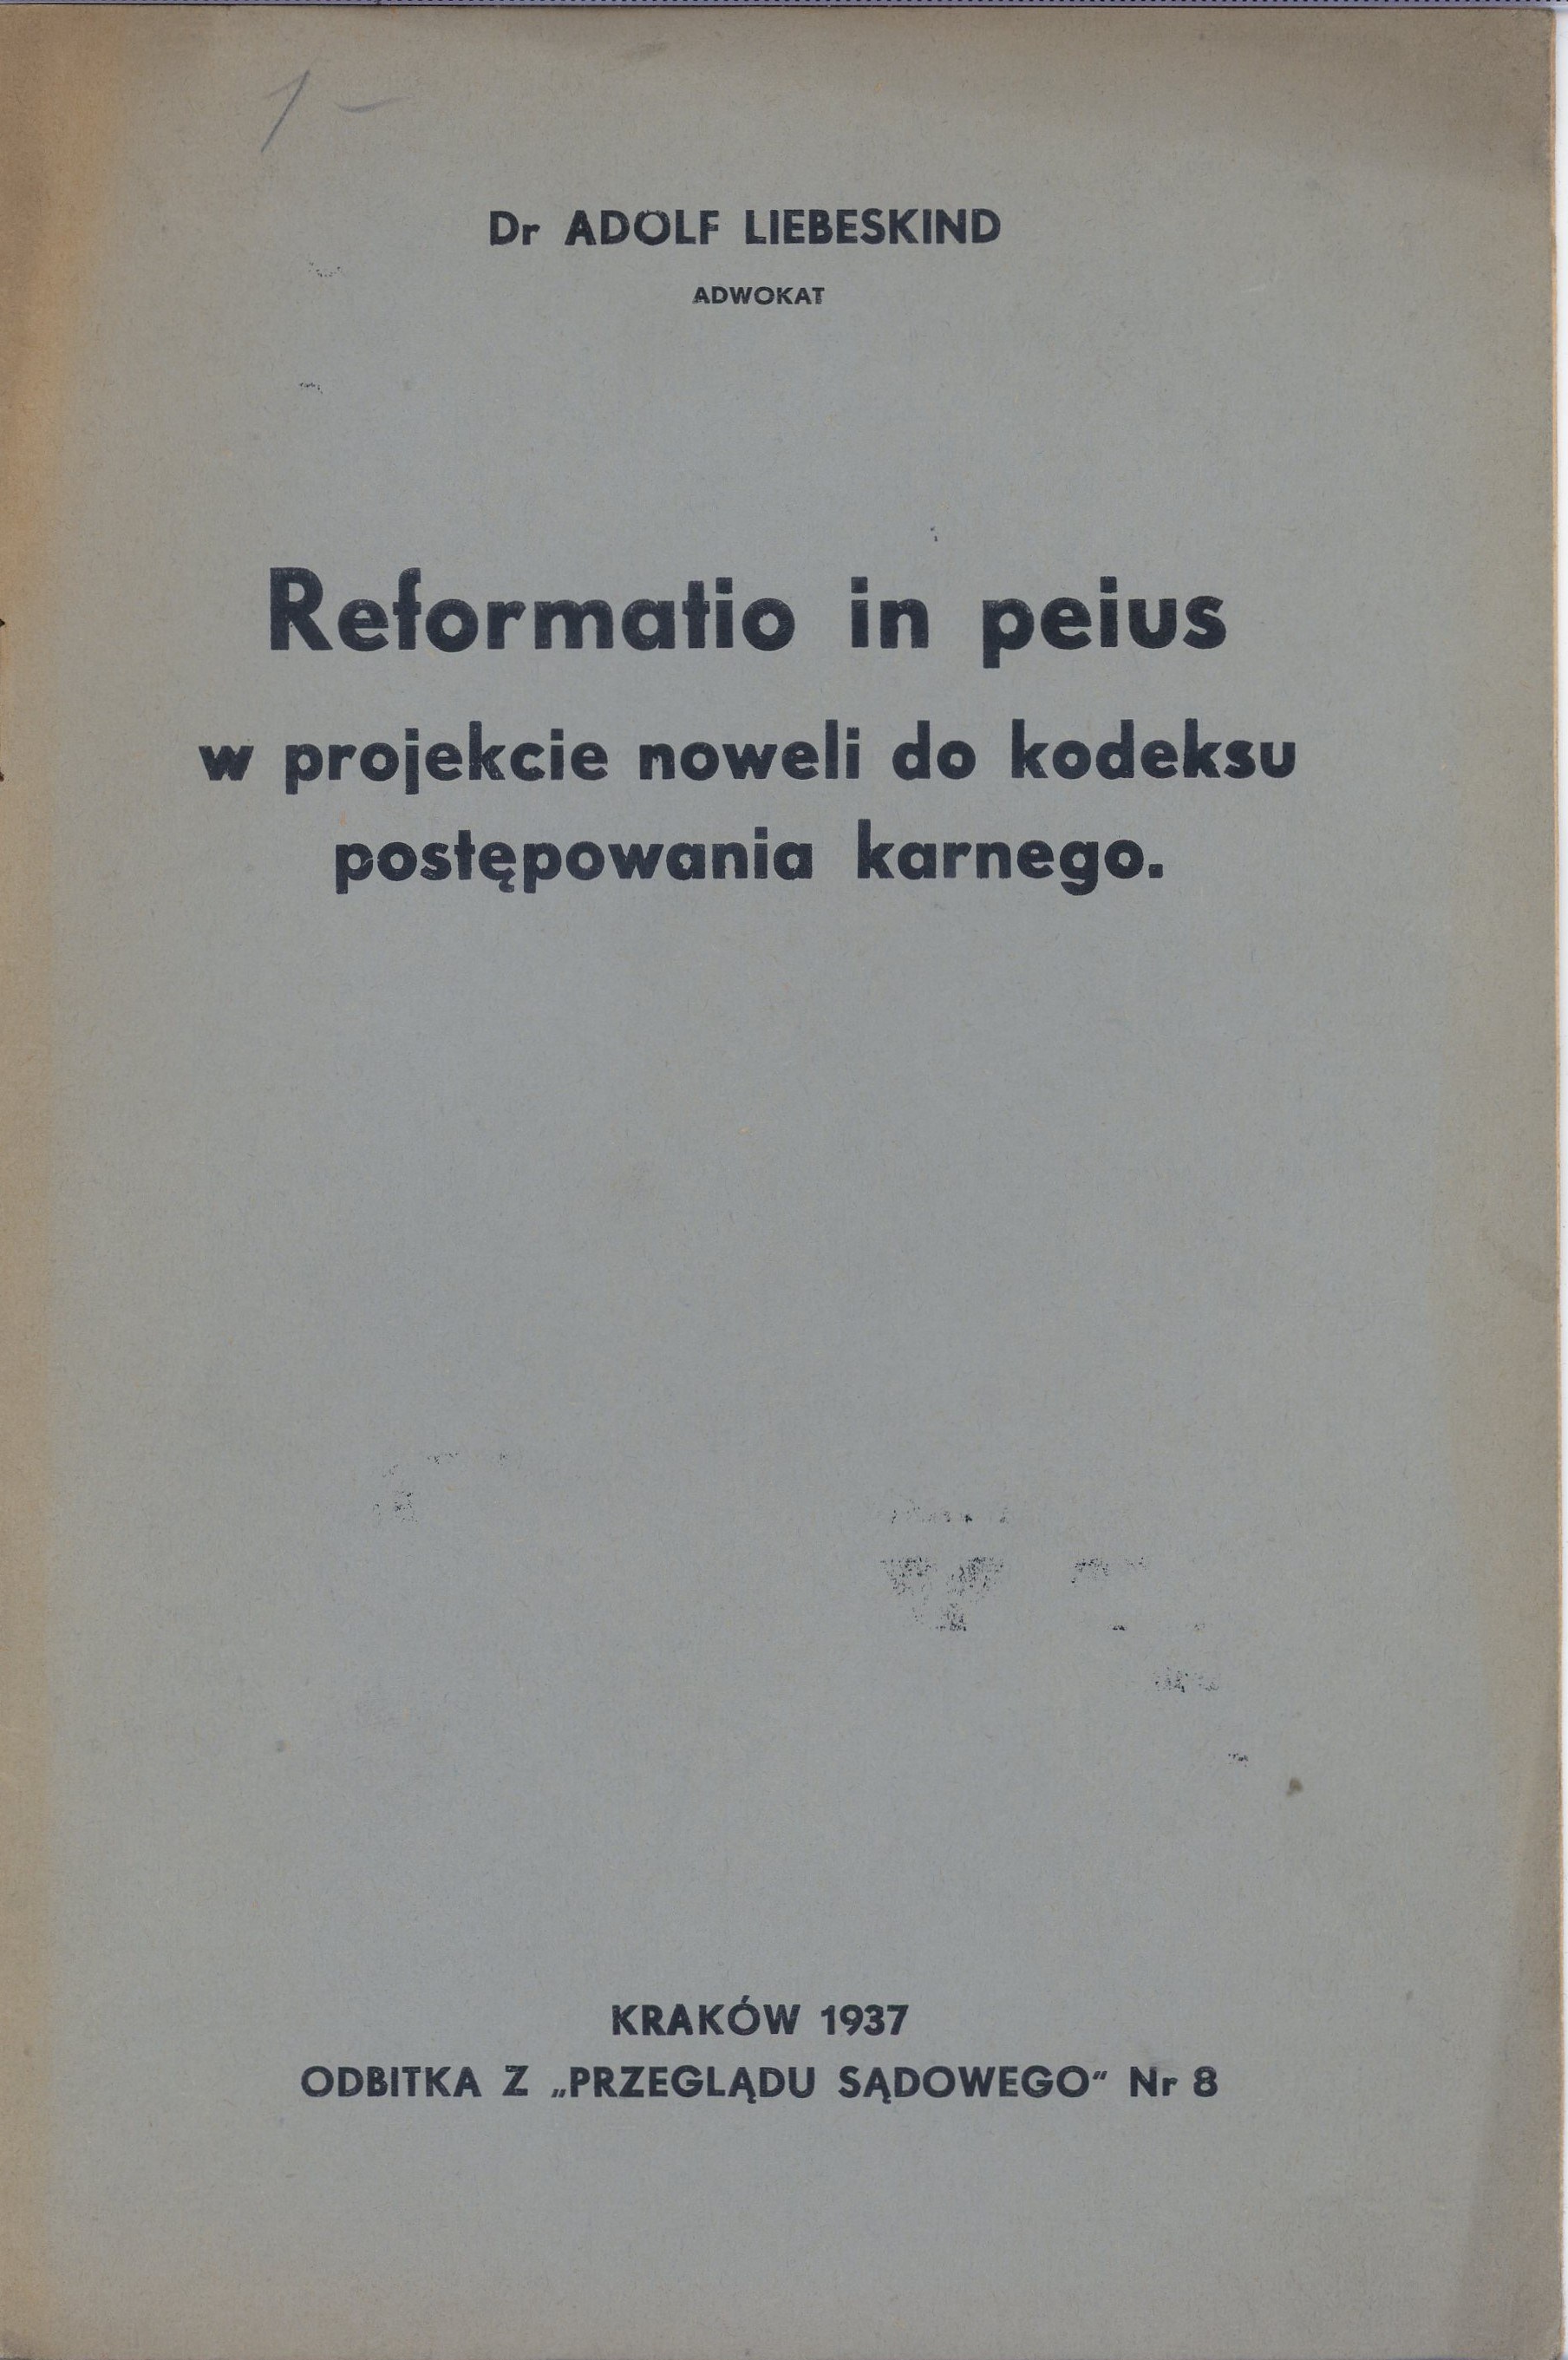 1 -
Dr ADOLF LIEBESKIND
ADWOKAT
Reformatio in peius
w projekcie noweli do kodeksu
postępowania karnego.
KRAKÓW 1937
ODBITKA Z „PRZEGLĄDU SĄDOWEGO" Nr 8